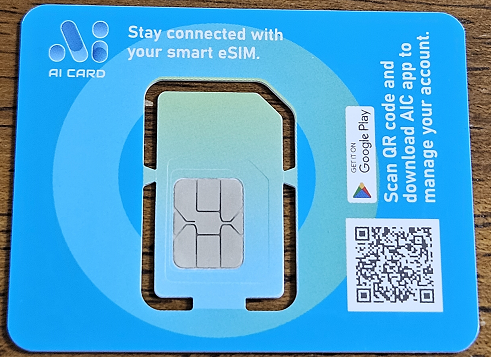 Ai
AI CARD
Stay connected with
your smart eSIM.
GET IT ON
Google Play
Scan QR code and
download AIC app to
manage your account.